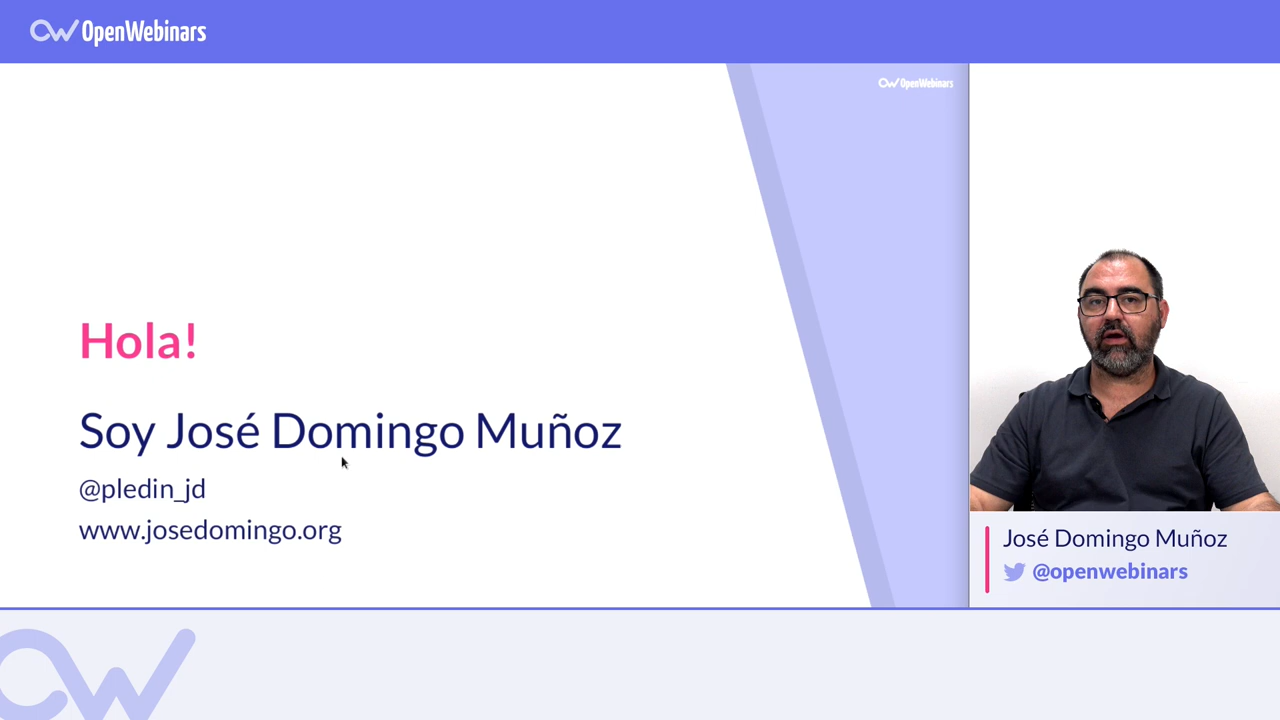 OpenWebinars
OpenWebinars
Hola!
Soy José Domingo Muñoz
@pledin_jd
www.josedomingo.org
José Domingo Muñoz
@openwebinars